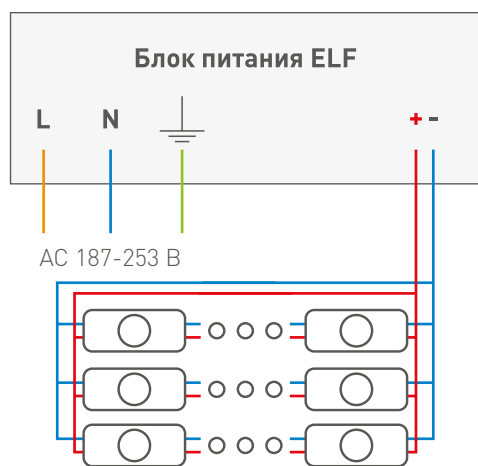 Блок питания ELF
L N + -
AC 187-253 В